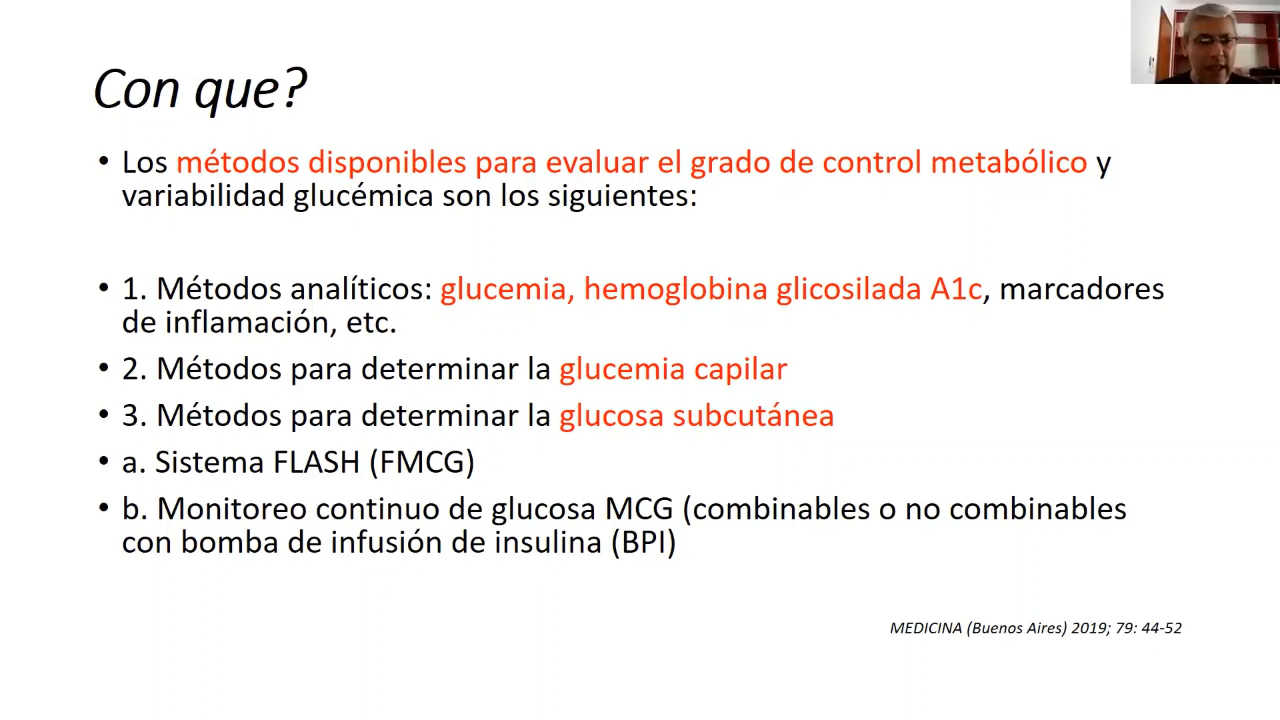 Con que?
• Los métodos disponibles para evaluar el grado de control metabólico y
variabilidad glucémica son los siguientes:
• 1. Métodos analíticos: glucemia, hemoglobina glicosilada A1c, marcadores
de inflamación, etc.
• 2. Métodos para determinar la glucemia capilar
• 3. Métodos para determinar la glucosa subcutánea
• a. Sistema FLASH (FMCG)
• b. Monitoreo continuo de glucosa MCG (combinables o no combinables
con bomba de infusión de insulina (BPI)
MEDICINA (Buenos Aires) 2019; 79: 44-52